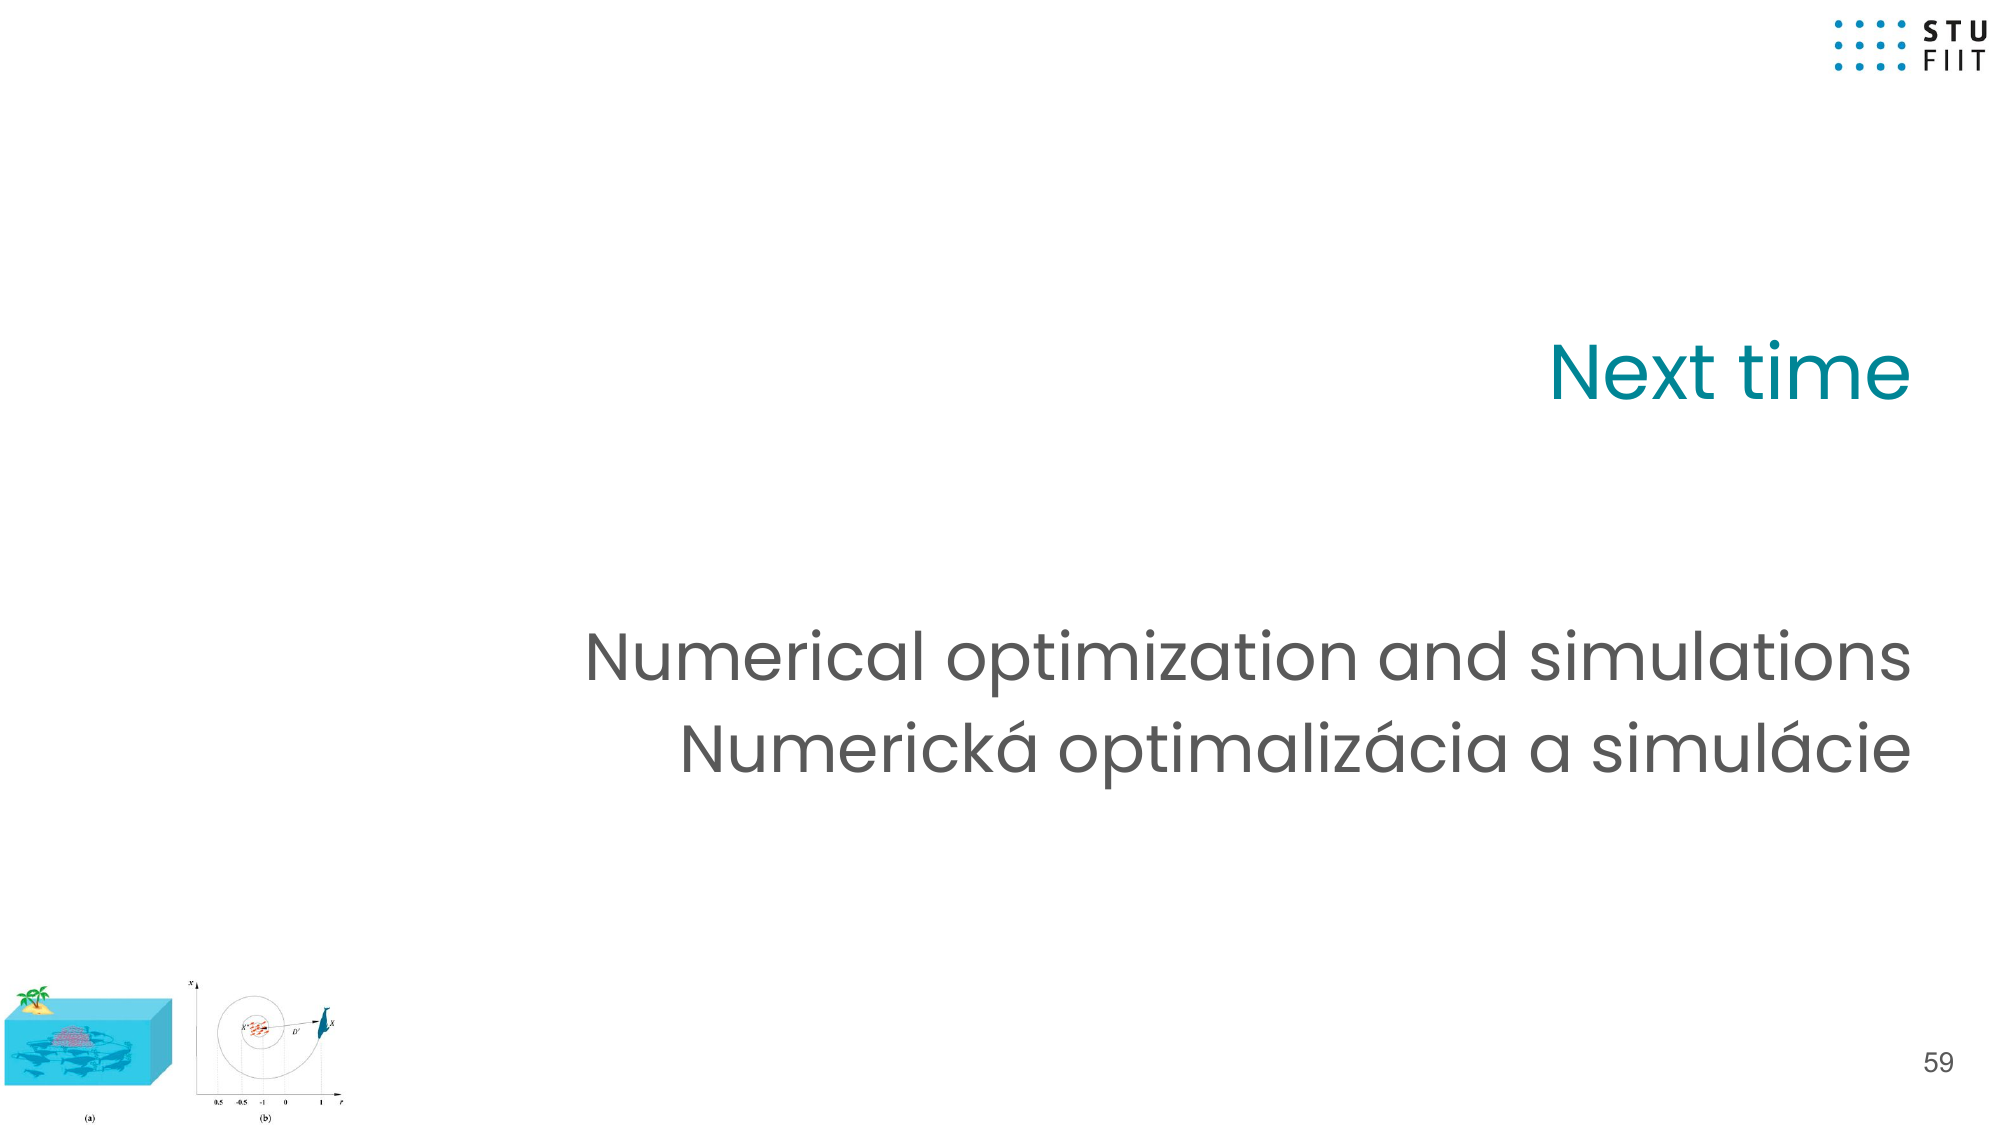 STU
FIIT
Next time
Numerical optimization and simulations
Numerická optimalizácia a simulácie
x
X*
D'
X
0.5 -0.5 -1 0 1 r
(a) (b)
59